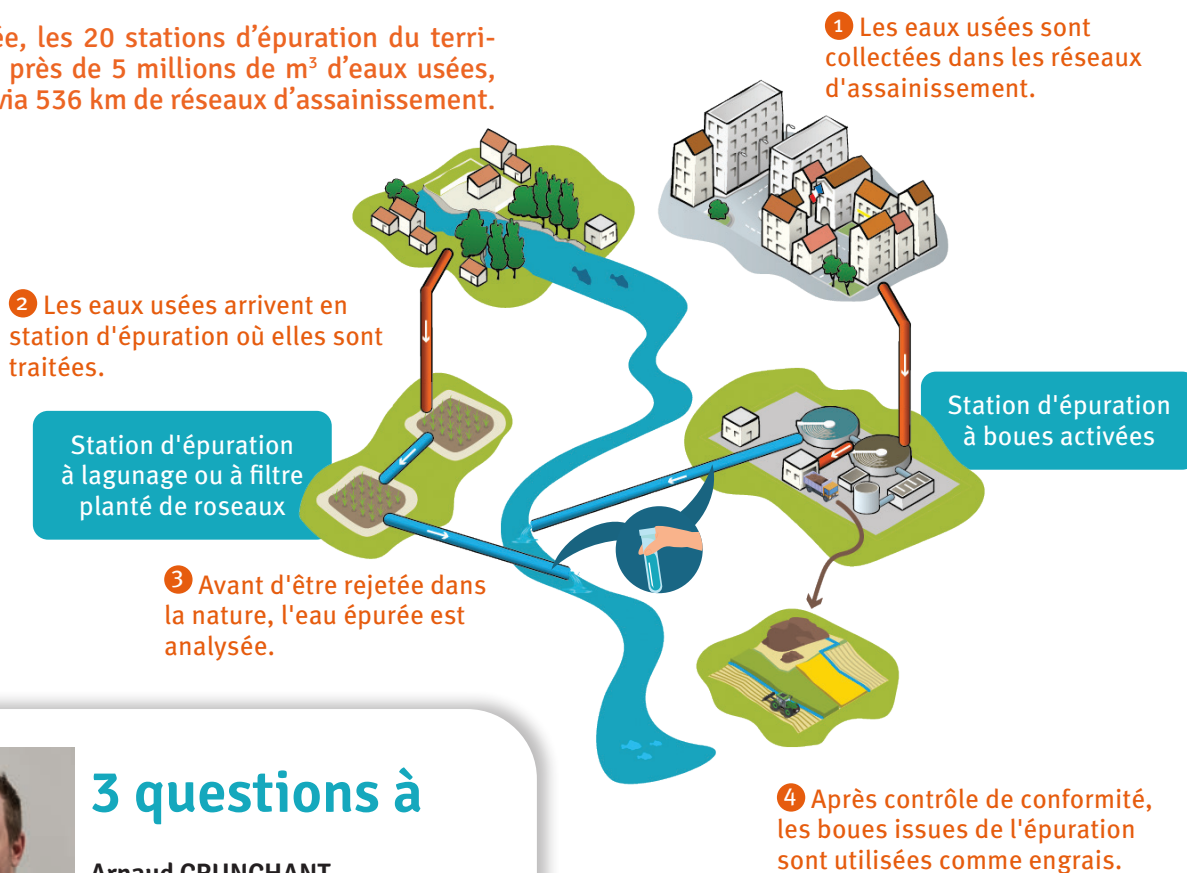 les 20 stations d’épuration du terri-
près de 5 millions de m³ d’eaux usées,
via 536 km de réseaux d’assainissement.
1 Les eaux usées sont
collectées dans les réseaux
d'assainissement.
2 Les eaux usées arrivent en
station d'épuration où elles sont
traitées.
Station d'épuration
à lagunage ou à filtre
planté de roseaux
Station d'épuration
à boues activées
3 Avant d'être rejetée dans
la nature, l'eau épurée est
analysée.
3 questions à
Arnaud CRUNCHANT
4 Après contrôle de conformité,
les boues issues de l'épuration
sont utilisées comme engrais.